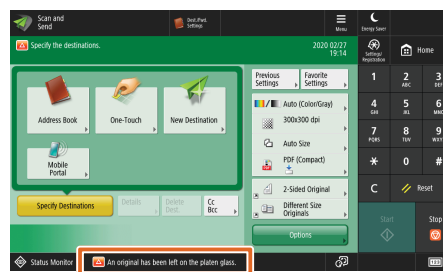 Scan and
Send
Dest./Fwd.
Settings
Menu
Energy Saver
Specify the destinations.
2020 02/27
19:14
Settings/
Registration
Home
Address Book
One-Touch
New Destination
Mobile
Portal
Previous
Settings
Favorite
Settings
Auto (Color/Gray)
300x300 dpi
Auto Size
PDF (Compact)
2-Sided Original
Different Size
Originals
Options
Specify Destinations
Details
Delete
Dest.
Cc
Bcc
1
2
ABC
3
DEF
4
GHI
5
JKL
6
MNO
7
PQRS
8
TUV
9
WXY
0
#
C
Reset
Start
Stop
Status Monitor
An original has been left on the platen glass.